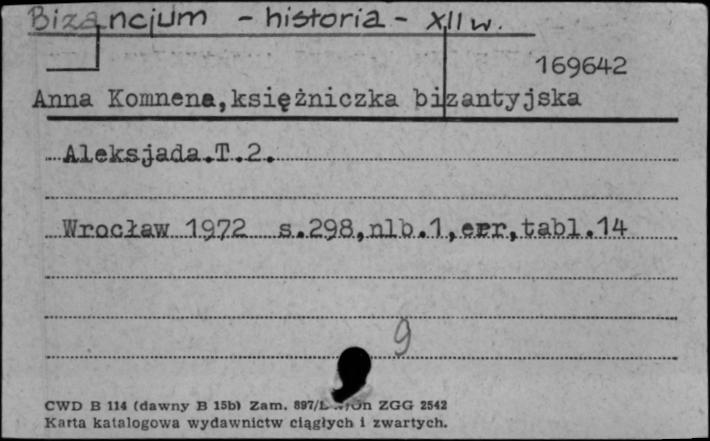 Bizancjum - historia - XII w.
169642
Anna Komnena, księżniczka bizantyjska
Aleksjada.T.2.
Wrocław 1972 s.298,nlb.1,err,tabl.14
9
CWD B 114 (dawny B 15b) Zam. 897/ ZGG 2542
Karta katalogowa wydawnictw ciągłych i zwartych.